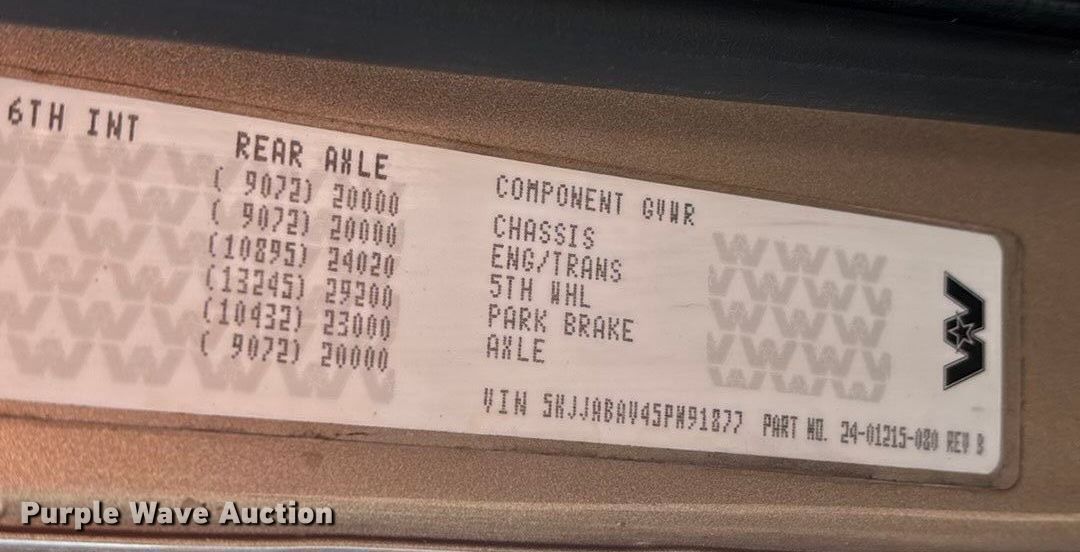 6TH INT
REAR AXLE
( 9072) 20000
( 9072) 20000
(10895) 24020
(13245) 29200
(10432) 23000
( 9072) 20000
COMPONENT GVWR
CHASSIS
ENG/TRANS
5TH WHL
PARK BRAKE
AXLE
VIN 5KJJABAV45PN91877 PART NO. 24-01215-080 REV B
Purple Wave Auction